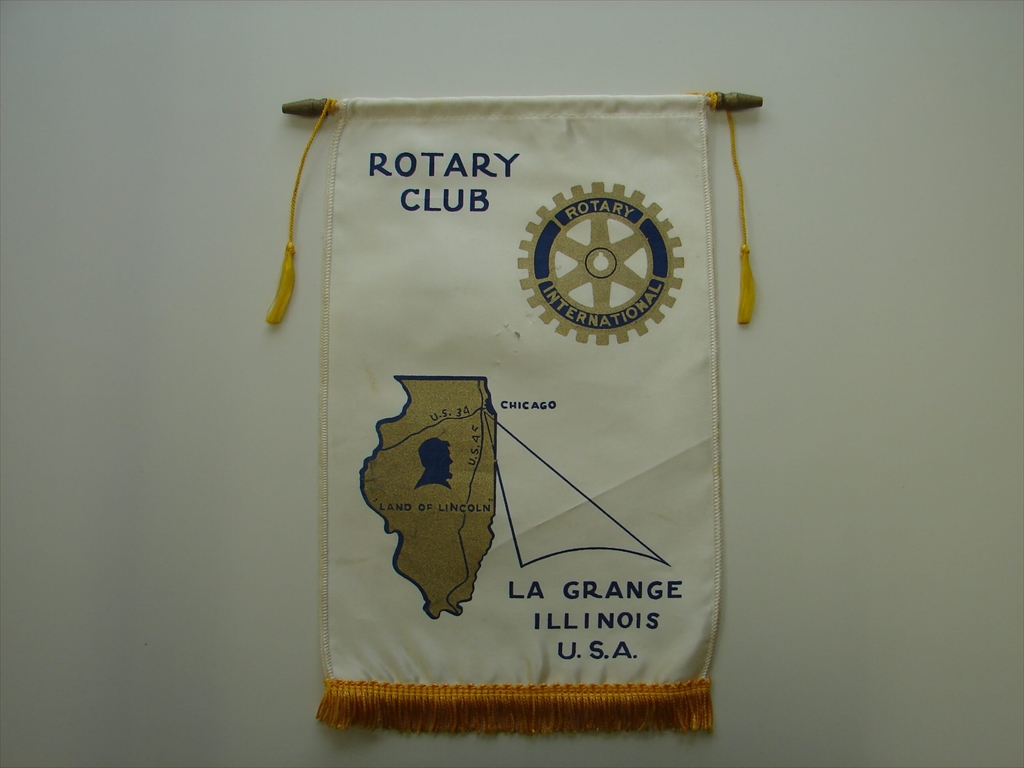 ROTARY
CLUB
ROTARY
INTERNATIONAL
CHICAGO
U.S. 34
U.S. 45
LAND OF LINCOLN
LA GRANGE
ILLINOIS
U.S.A.